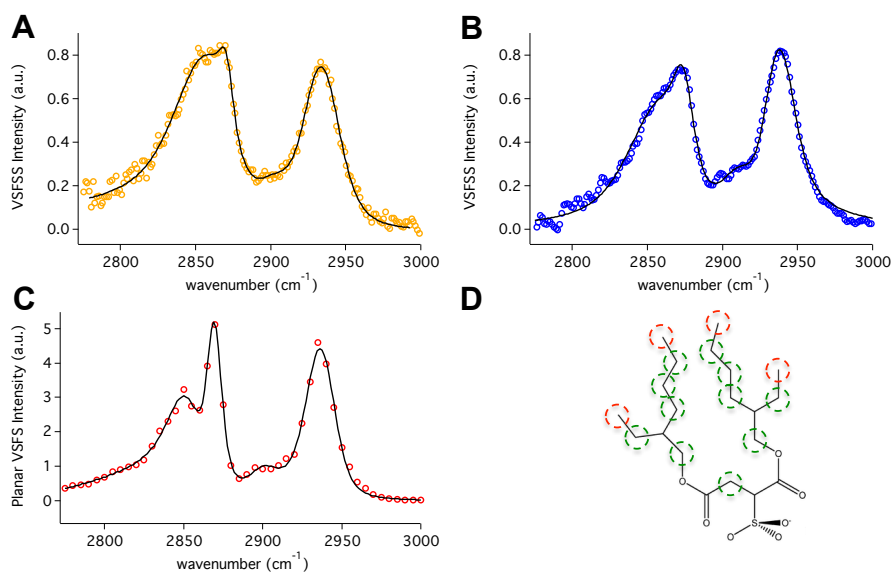 A
VSFSS Intensity (a.u.)
0.8
0.6
0.4
0.2
0.0
2800
2850
2900
2950
3000
wavenumber (cm-1)
B
VSFSS Intensity (a.u.)
0.8
0.6
0.4
0.2
0.0
2800
2850
2900
2950
3000
wavenumber (cm-1)
C
Planar VSFS Intensity (a.u.)
5
4
3
2
1
0
2800
2850
2900
2950
3000
wavenumber (cm-1)
D
O
O
O
O
O
S
O-
O